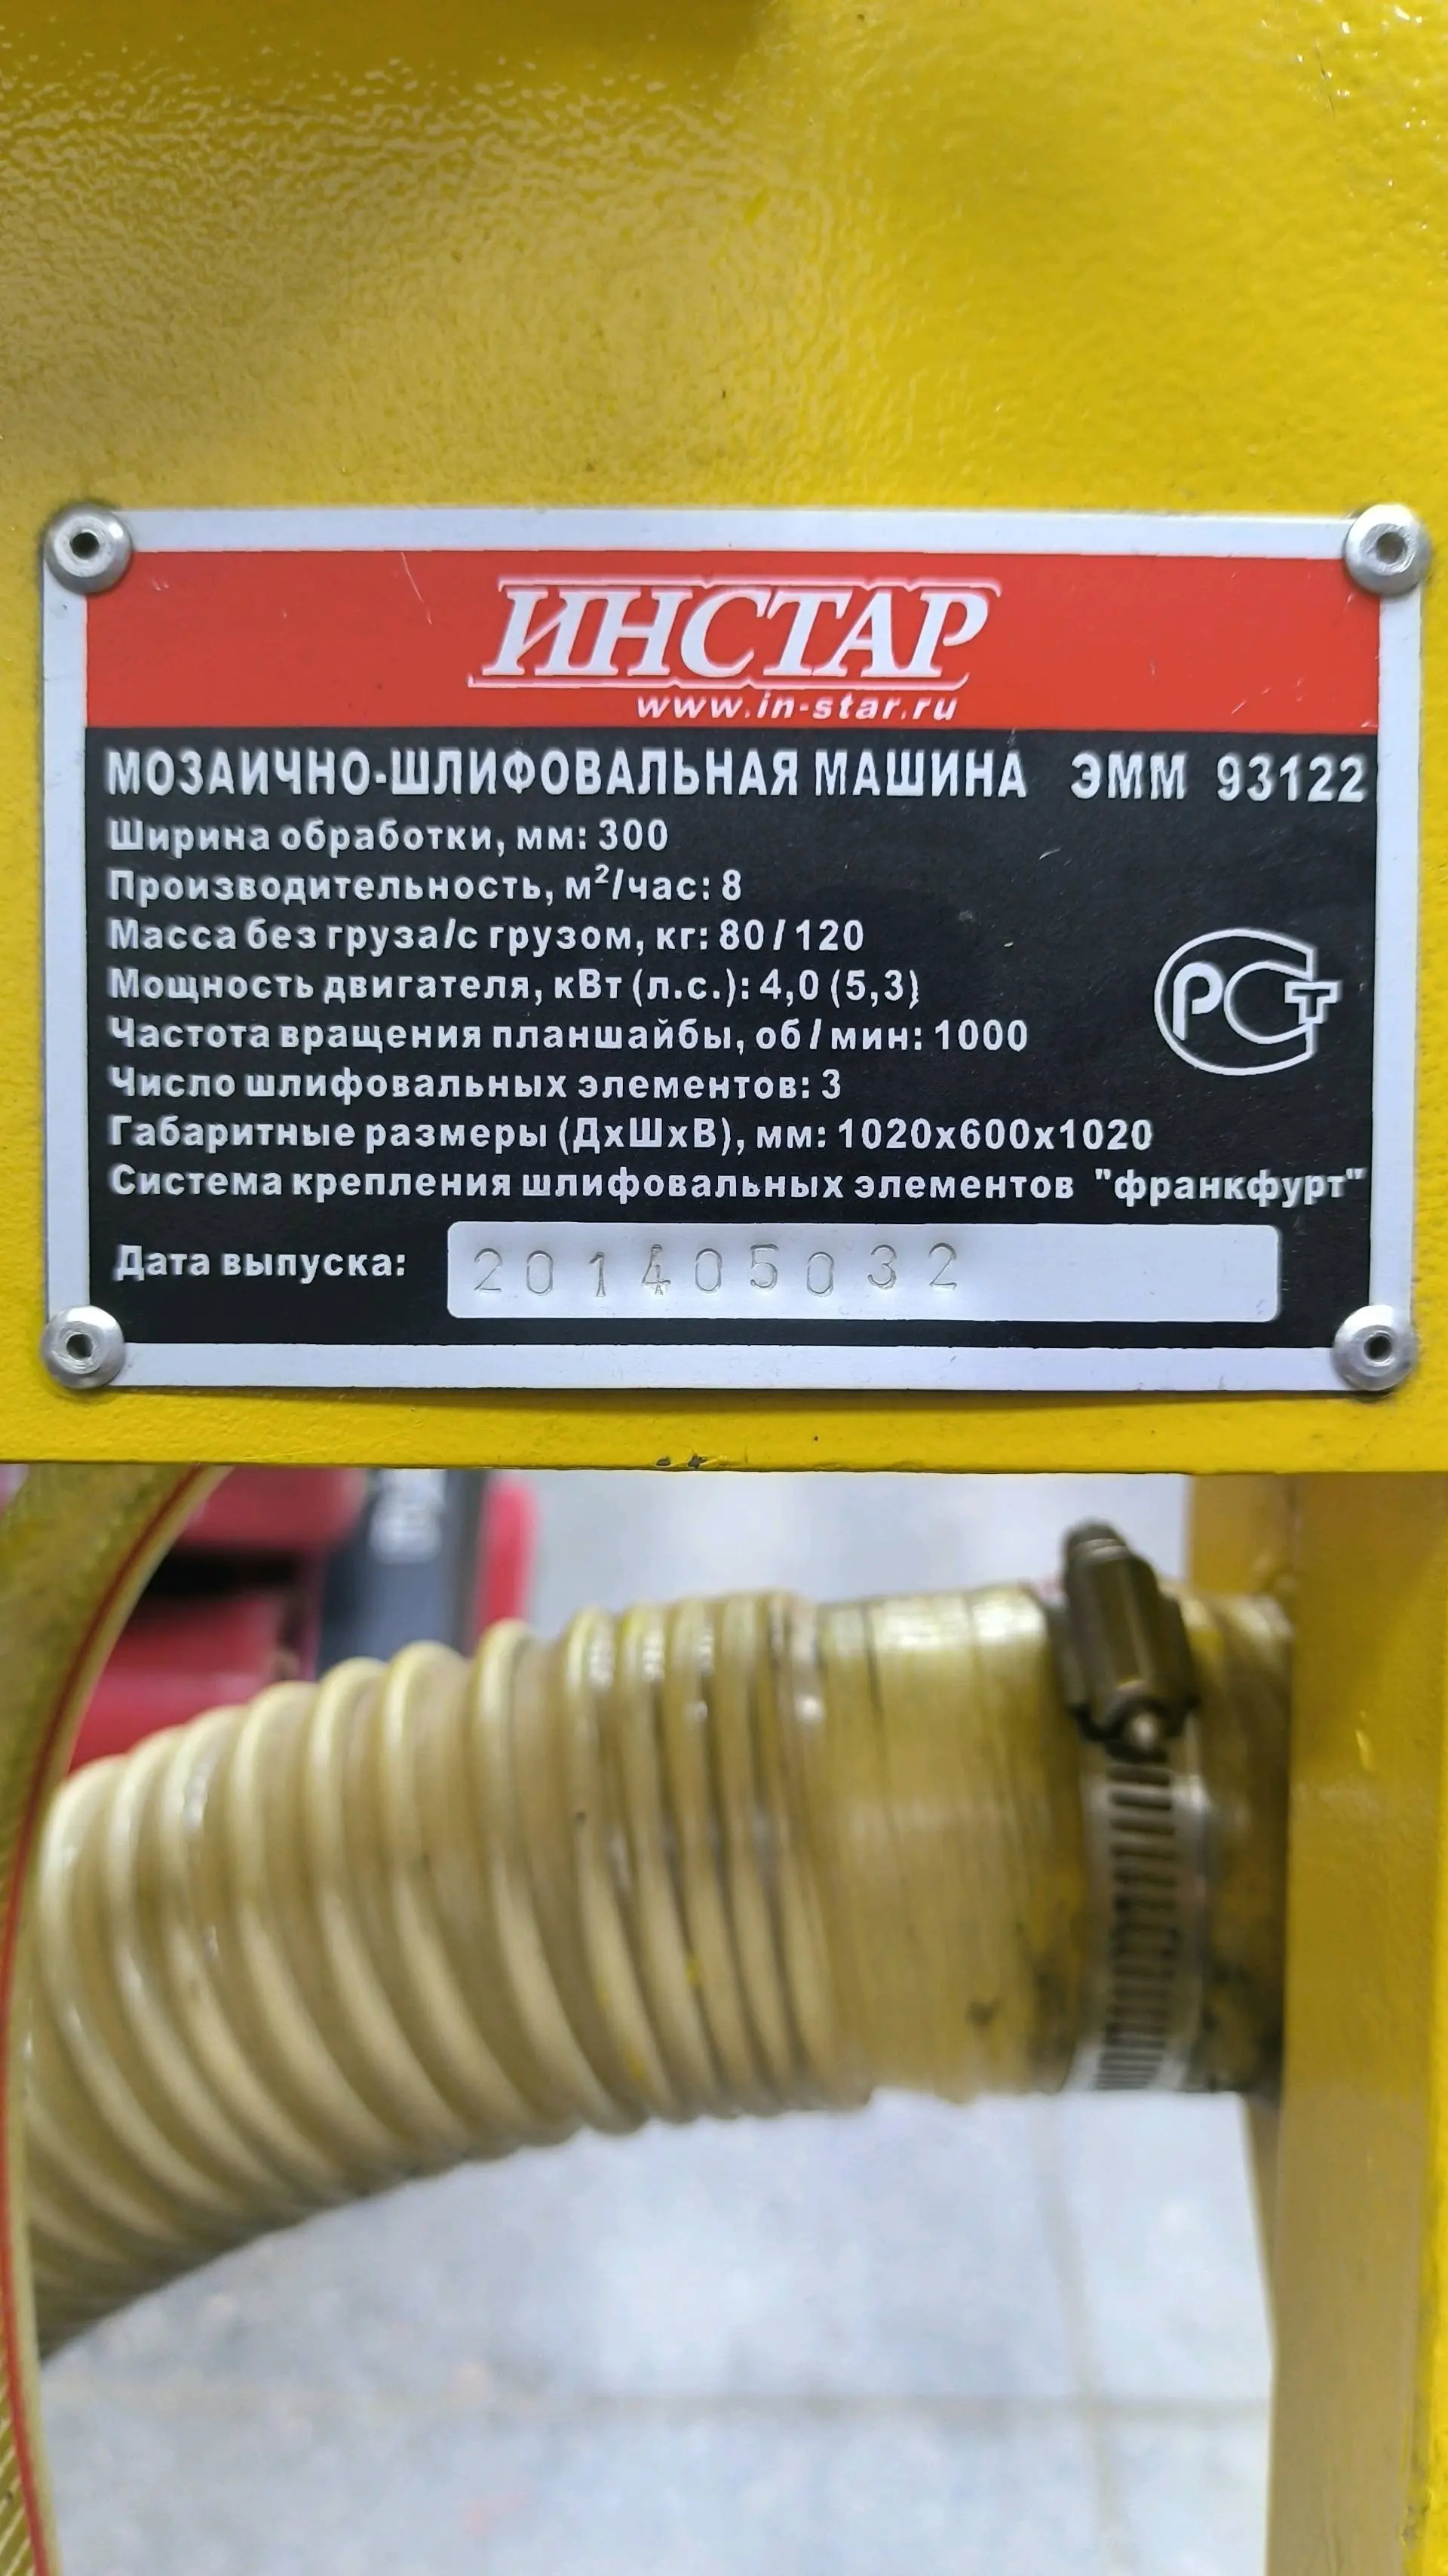 ИНСТАР
www.in-star.ru
МОЗАИЧНО-ШЛИФОВАЛЬНАЯ МАШИНА ЭММ 93122
Ширина обработки, мм: 300
Производительность, м²/час: 8
Масса без груза/с грузом, кг: 80/120
Мощность двигателя, кВт (л.с.): 4,0 (5,3)
Частота вращения планшайбы, об/мин: 1000
Число шлифовальных элементов: 3
Габаритные размеры (ДхШхВ), мм: 1020х600х1020
Система крепления шлифовальных элементов "франкфурт"
РСТ
Дата выпуска: 201405032